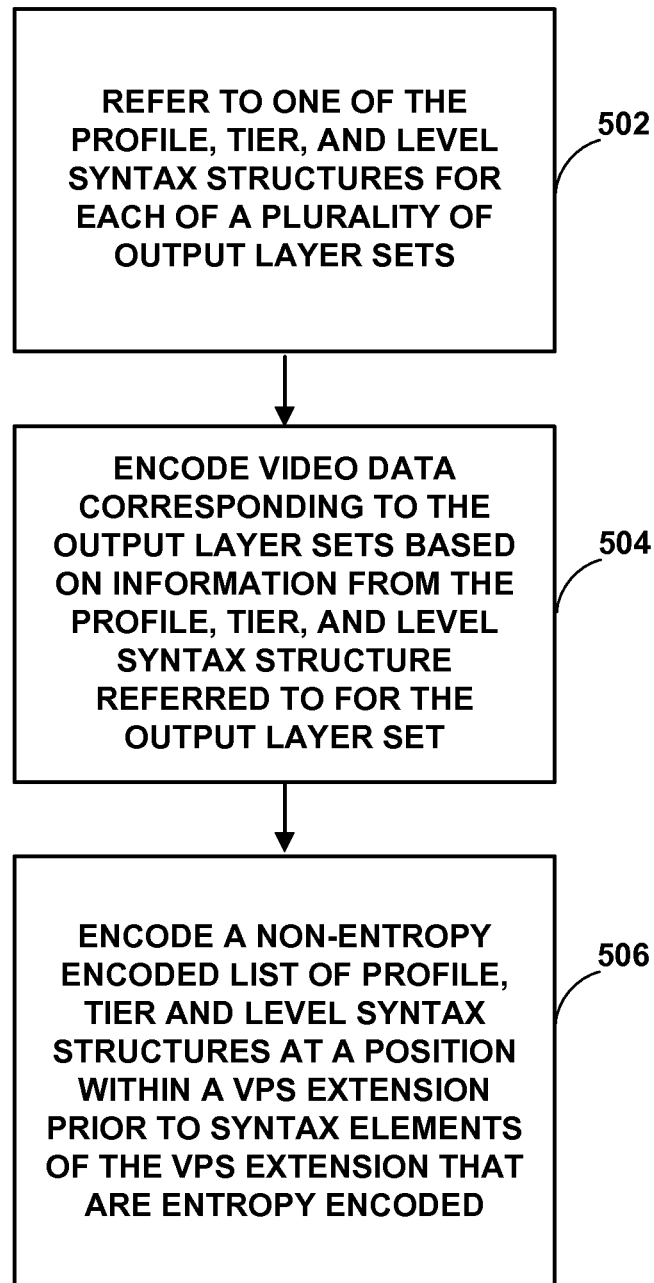 REFER TO ONE OF THE
PROFILE, TIER, AND LEVEL
SYNTAX STRUCTURES FOR
EACH OF A PLURALITY OF
OUTPUT LAYER SETS
502
ENCODE VIDEO DATA
CORRESPONDING TO THE
OUTPUT LAYER SETS BASED
ON INFORMATION FROM THE
PROFILE, TIER, AND LEVEL
SYNTAX STRUCTURE
REFERRED TO FOR THE
OUTPUT LAYER SET
504
ENCODE A NON-ENTROPY
ENCODED LIST OF PROFILE,
TIER AND LEVEL SYNTAX
STRUCTURES AT A POSITION
WITHIN A VPS EXTENSION
PRIOR TO SYNTAX ELEMENTS
OF THE VPS EXTENSION THAT
ARE ENTROPY ENCODED
506